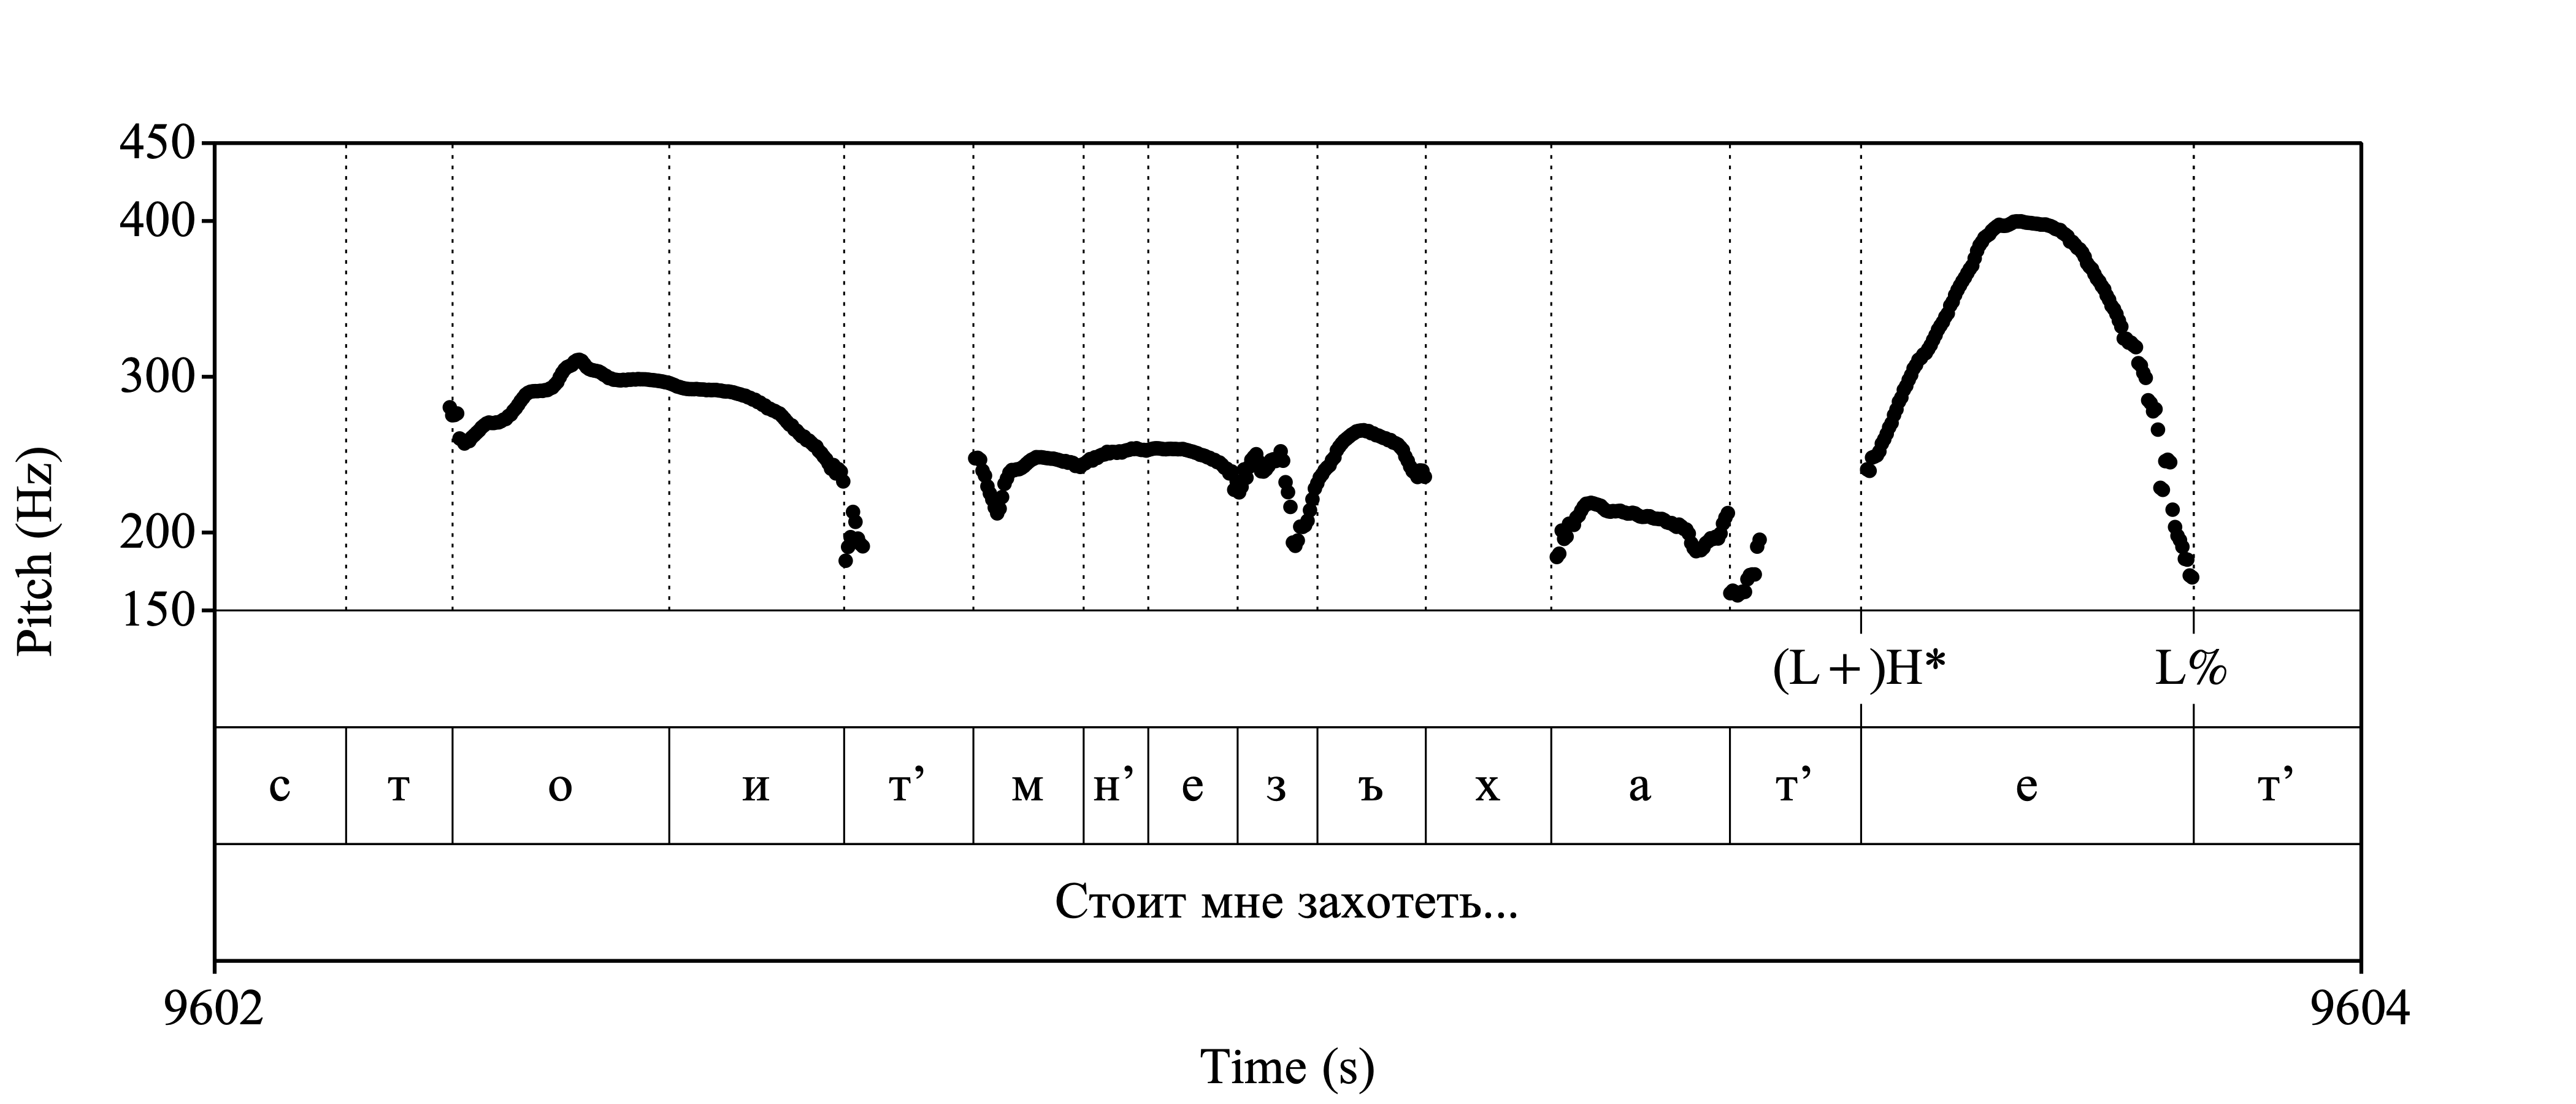 450
400
300
200
150
Pitch (Hz)
(L+)H* L%
с т о и т’ м н’ е з ъ х а т’ е т’
Стоит мне захотеть...
9602 9604
Time (s)